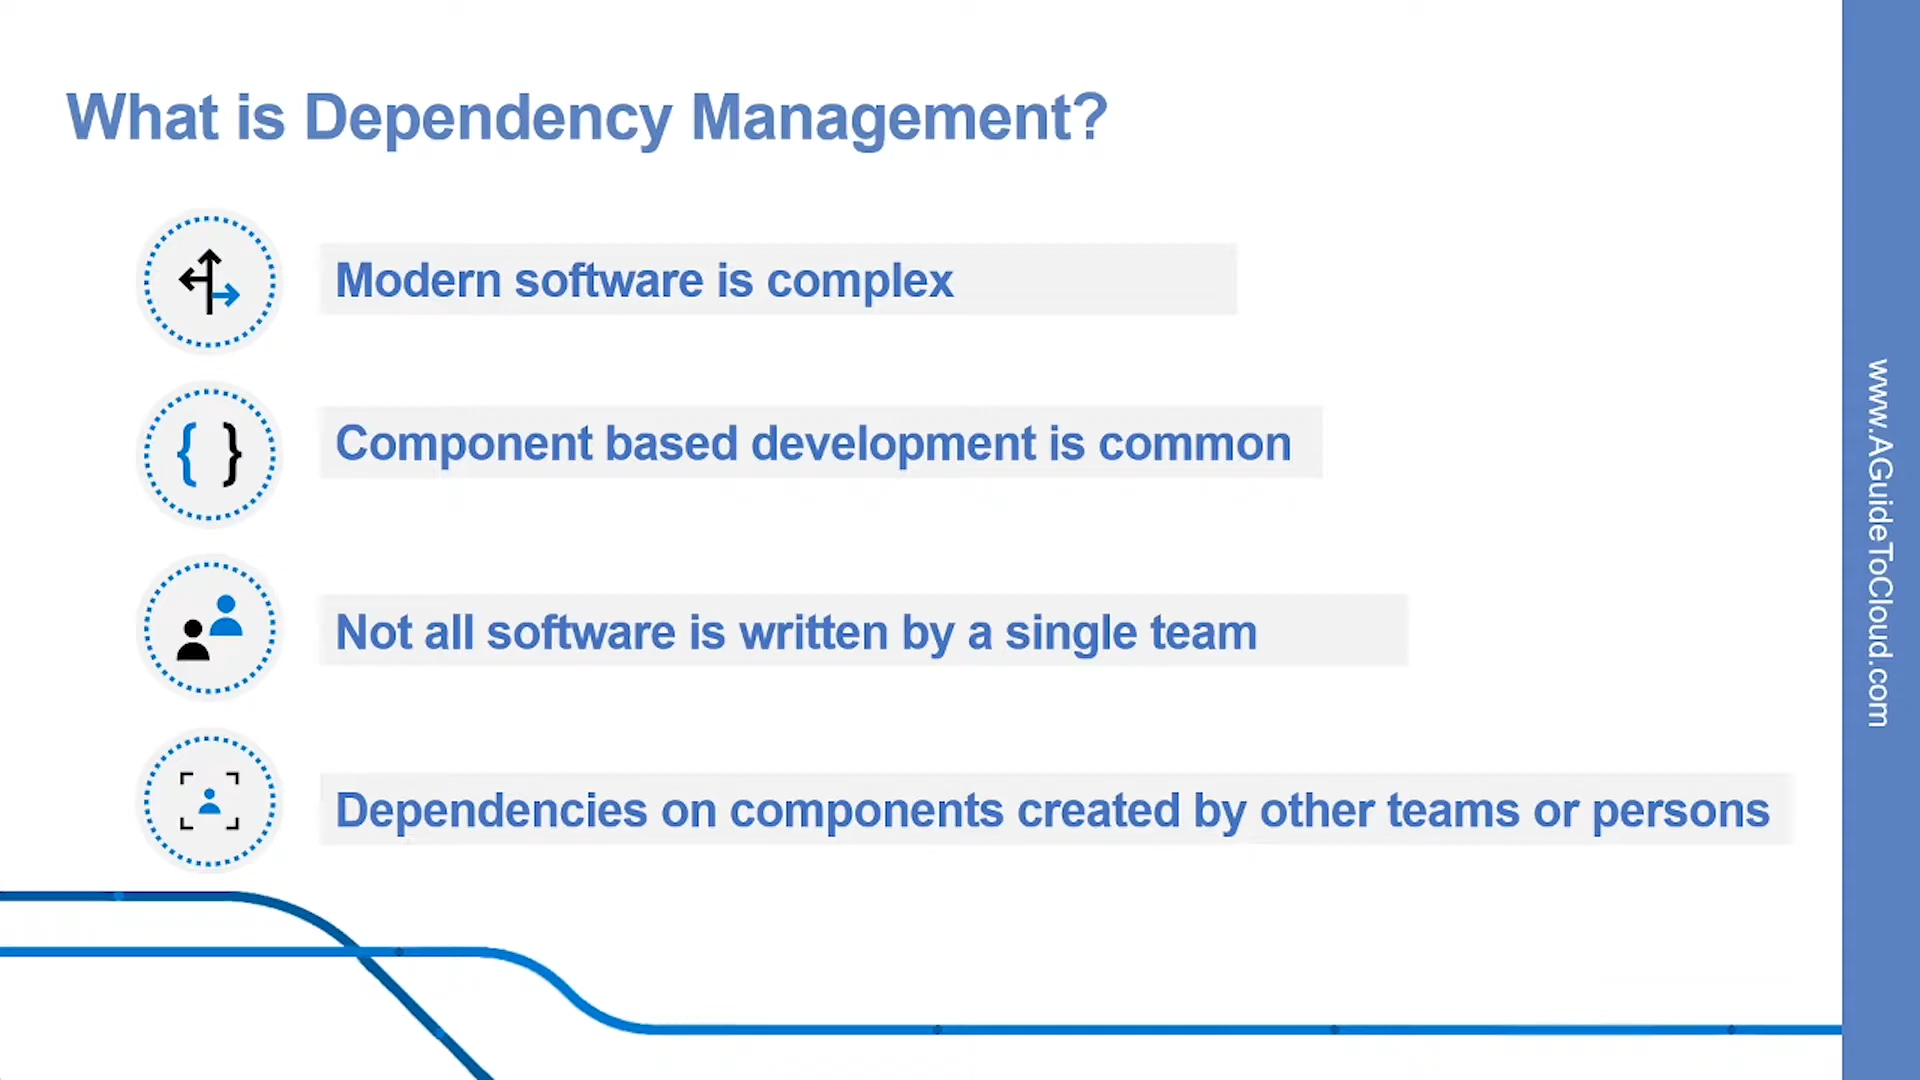 What is Dependency Management?
Modern software is complex
Component based development is common
Not all software is written by a single team
Dependencies on components created by other teams or persons
www.AGuideToCloud.com